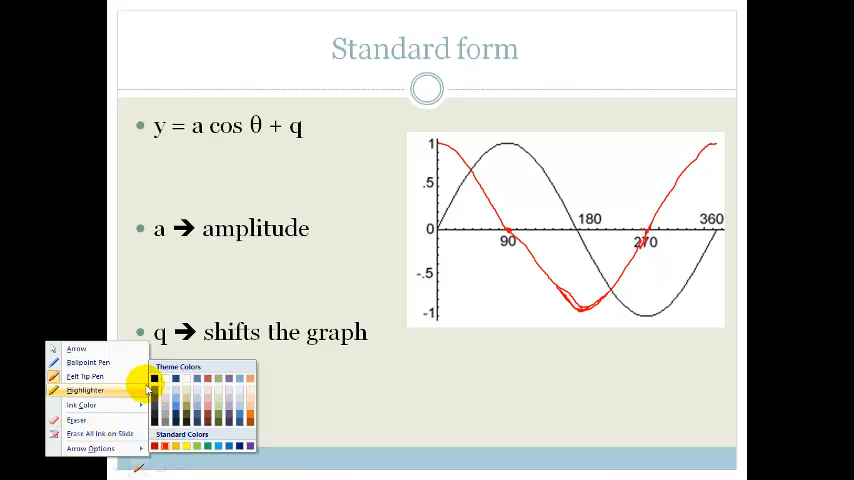 Standard form
y = a cos θ + q
a ➔ amplitude
q ➔ shifts the graph
1
.5
0
-.5
-1
90
180
270
360
Arrow
Ballpoint Pen
Felt Tip Pen
Highlighter
Ink Color
Eraser
Erase All Ink on Slide
Arrow Options
Theme Colors
Standard Colors